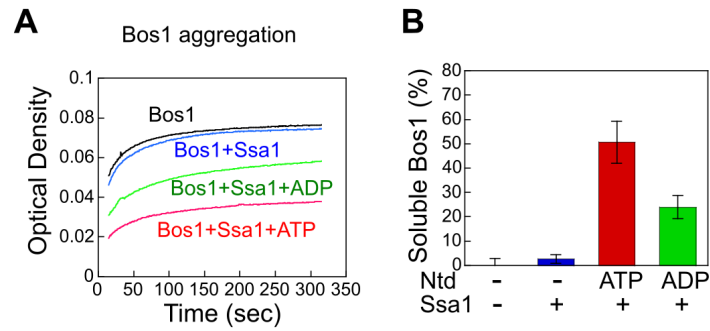 A
Bos1 aggregation
Optical Density
0.1
0.08
0.06
0.04
0.02
0
Bos1
Bos1+Ssa1
Bos1+Ssa1+ADP
Bos1+Ssa1+ATP
0 50 100 150 200 250 300 350
Time (sec)
B
Soluble Bos1 (%)
80
70
60
50
40
30
20
10
0
Ntd - - ATP ADP
Ssa1 - + + +